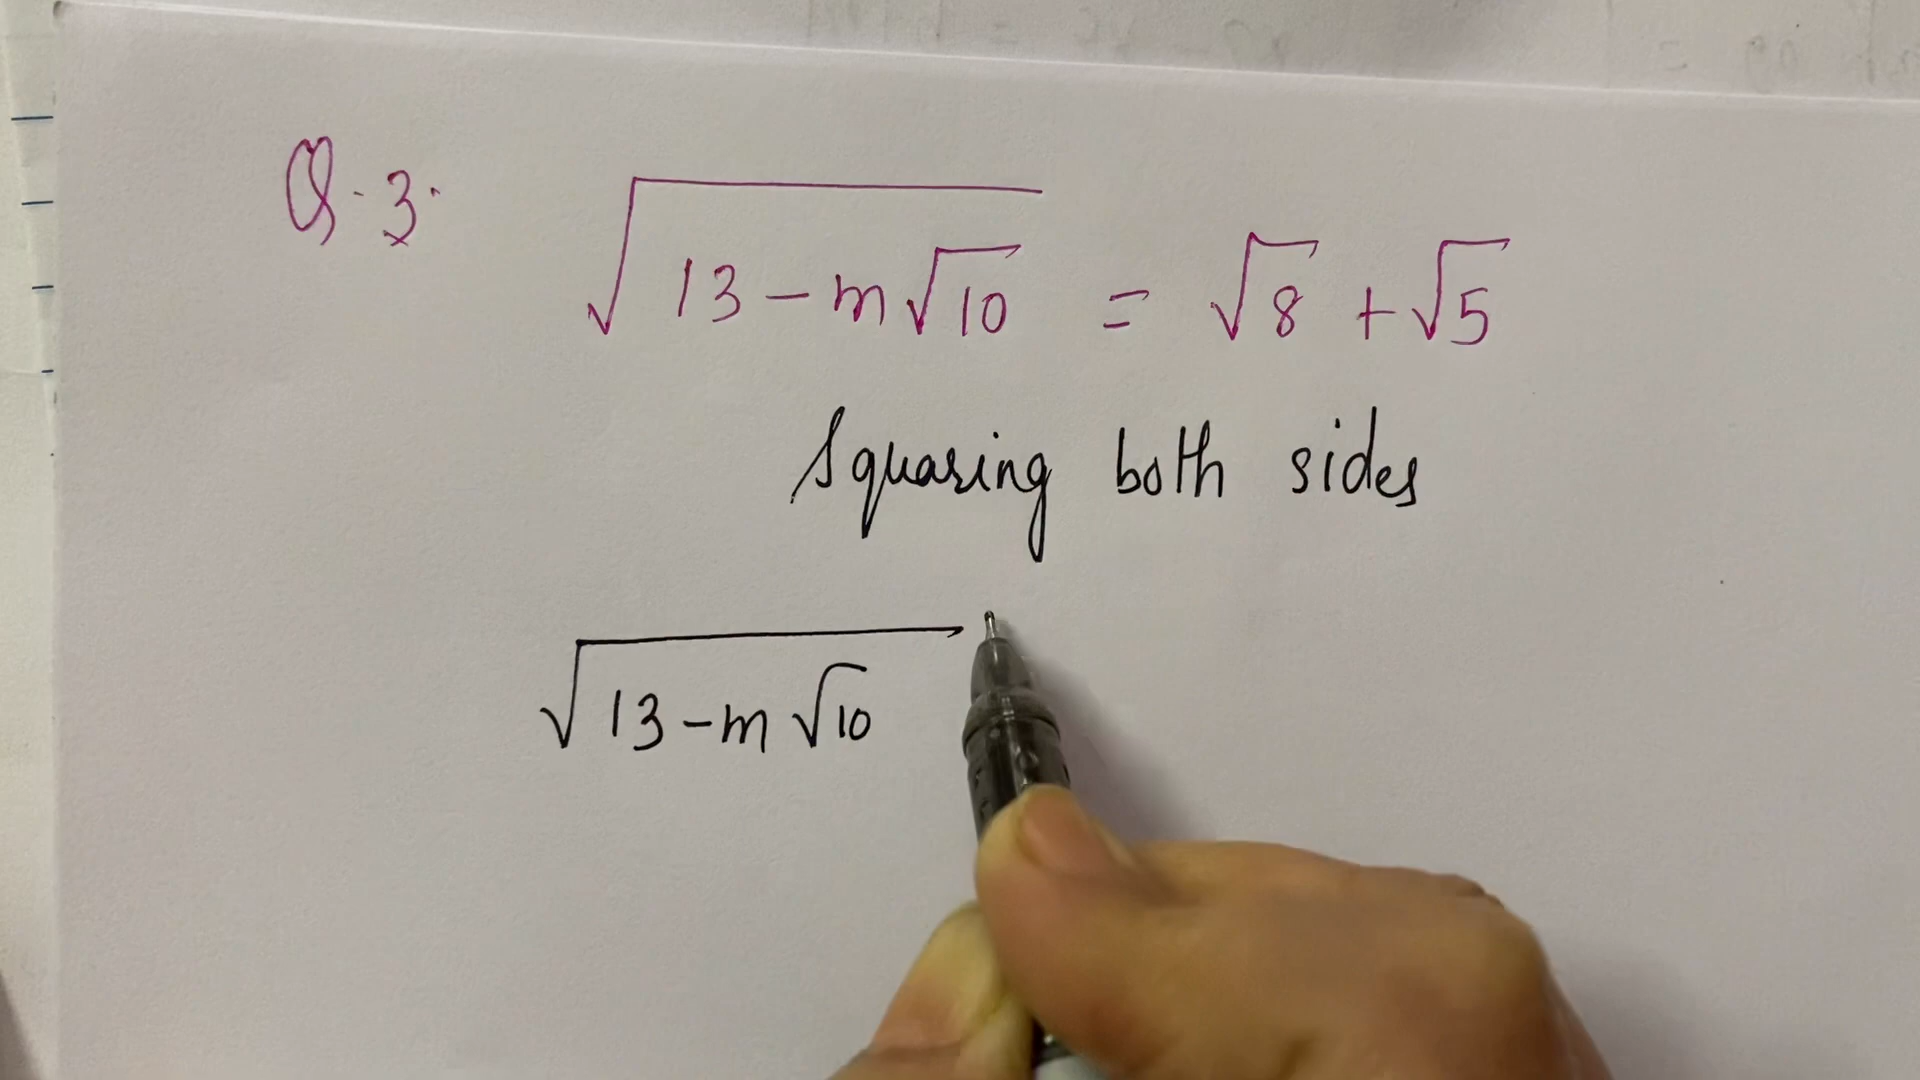 Q.3. √(13-m√10) = √8 + √5
Squaring both sides
√(13-m√10)